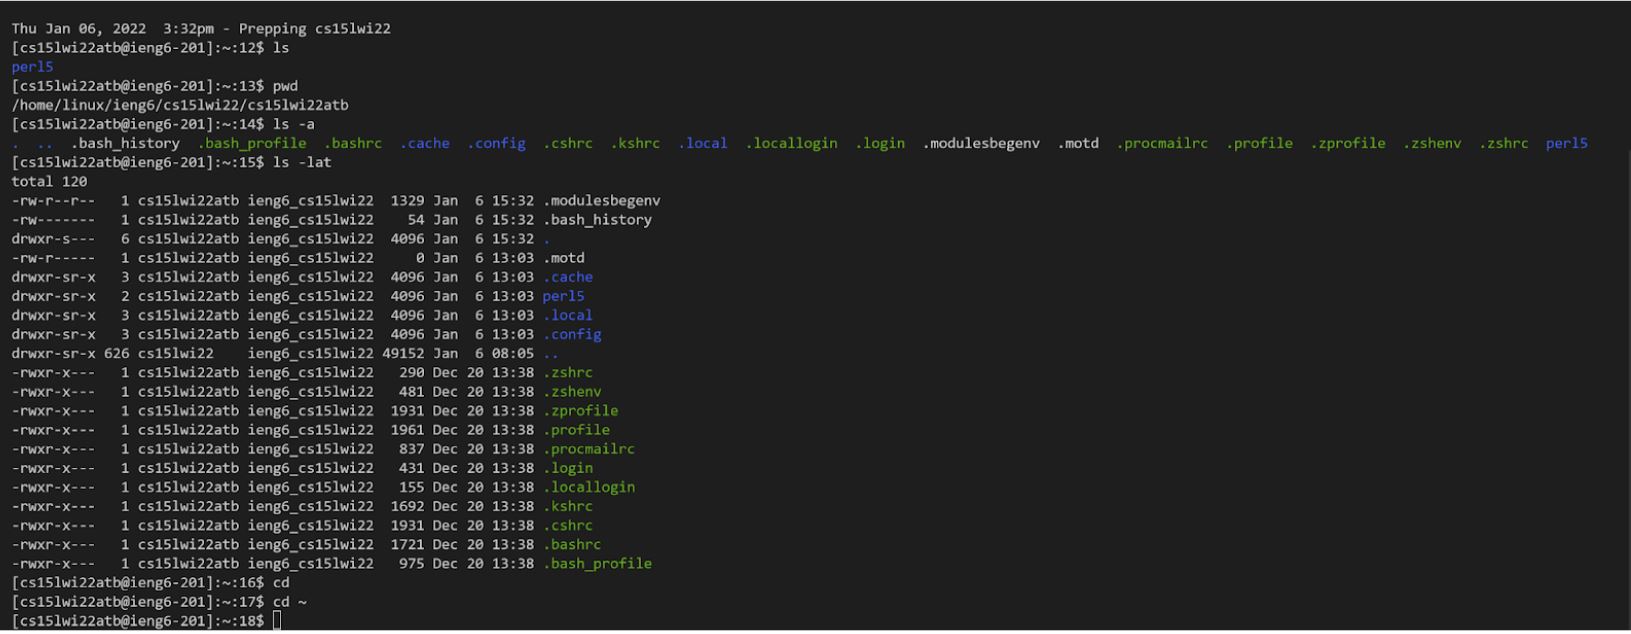 Thu Jan 06, 2022  3:32pm - Prepping cs15lwi22
[cs15lwi22atb@ieng6-201]:~:12$ ls
perl5
[cs15lwi22atb@ieng6-201]:~:13$ pwd
/home/linux/ieng6/cs15lwi22/cs15lwi22atb
[cs15lwi22atb@ieng6-201]:~:14$ ls -a
.  ..  .bash_history  .bash_profile  .bashrc  .cache  .config  .cshrc  .kshrc  .local  .locallogin  .login  .modulesbegenv  .motd  .procmailrc  .profile  .zprofile  .zshenv  .zshrc  perl5
[cs15lwi22atb@ieng6-201]:~:15$ ls -lat
total 120
-rw-r--r--   1 cs15lwi22atb ieng6_cs15lwi22  1329 Jan  6 15:32 .modulesbegenv
-rw-------   1 cs15lwi22atb ieng6_cs15lwi22    54 Jan  6 15:32 .bash_history
drwxr-s---   6 cs15lwi22atb ieng6_cs15lwi22  4096 Jan  6 15:32 .
-rw-r-----   1 cs15lwi22atb ieng6_cs15lwi22     0 Jan  6 13:03 .motd
drwxr-sr-x   3 cs15lwi22atb ieng6_cs15lwi22  4096 Jan  6 13:03 .cache
drwxr-sr-x   2 cs15lwi22atb ieng6_cs15lwi22  4096 Jan  6 13:03 perl5
drwxr-sr-x   3 cs15lwi22atb ieng6_cs15lwi22  4096 Jan  6 13:03 .local
drwxr-sr-x   3 cs15lwi22atb ieng6_cs15lwi22  4096 Jan  6 13:03 .config
drwxr-sr-x 626 cs15lwi22    ieng6_cs15lwi22 49152 Jan  6 08:05 ..
-rwxr-x---   1 cs15lwi22atb ieng6_cs15lwi22   290 Dec 20 13:38 .zshrc
-rwxr-x---   1 cs15lwi22atb ieng6_cs15lwi22   481 Dec 20 13:38 .zshenv
-rwxr-x---   1 cs15lwi22atb ieng6_cs15lwi22  1931 Dec 20 13:38 .zprofile
-rwxr-x---   1 cs15lwi22atb ieng6_cs15lwi22  1961 Dec 20 13:38 .profile
-rwxr-x---   1 cs15lwi22atb ieng6_cs15lwi22   837 Dec 20 13:38 .procmailrc
-rwxr-x---   1 cs15lwi22atb ieng6_cs15lwi22   431 Dec 20 13:38 .login
-rwxr-x---   1 cs15lwi22atb ieng6_cs15lwi22   155 Dec 20 13:38 .locallogin
-rwxr-x---   1 cs15lwi22atb ieng6_cs15lwi22  1692 Dec 20 13:38 .kshrc
-rwxr-x---   1 cs15lwi22atb ieng6_cs15lwi22  1931 Dec 20 13:38 .cshrc
-rwxr-x---   1 cs15lwi22atb ieng6_cs15lwi22  1721 Dec 20 13:38 .bashrc
-rwxr-x---   1 cs15lwi22atb ieng6_cs15lwi22   975 Dec 20 13:38 .bash_profile
[cs15lwi22atb@ieng6-201]:~:16$ cd
[cs15lwi22atb@ieng6-201]:~:17$ cd ~
[cs15lwi22atb@ieng6-201]:~:18$